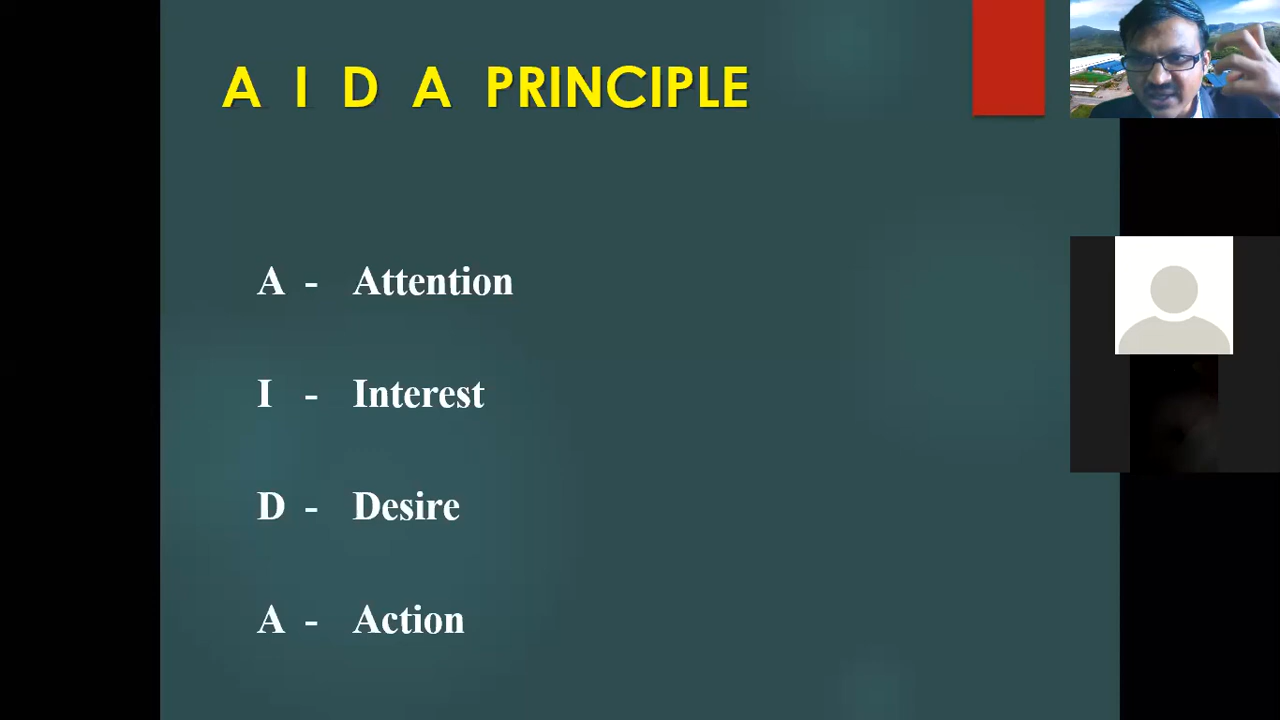 A I D A PRINCIPLE
A - Attention
I - Interest
D - Desire
A - Action